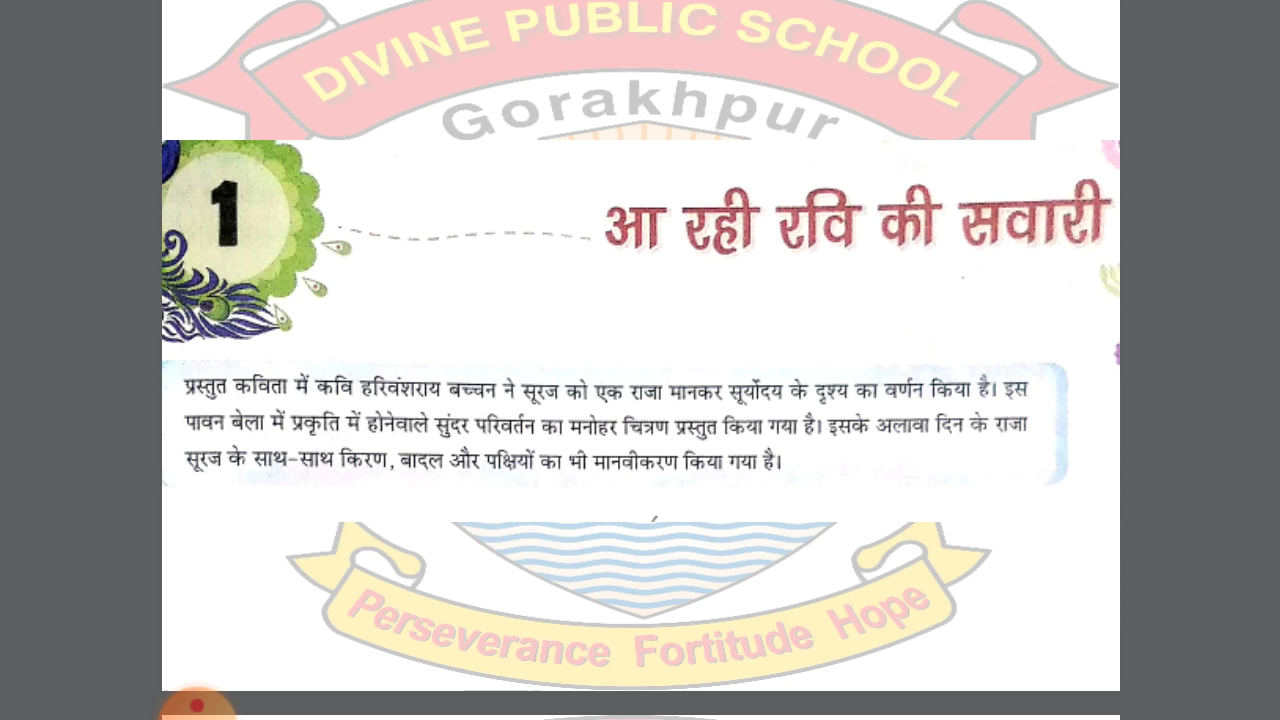 DIVINE PUBLIC SCHOOL
Gorakhpur
1
आ रही रवि की सवारी
प्रस्तुत कविता में कवि हरिवंशराय बच्चन ने सूरज को एक राजा मानकर सूर्योदय के दृश्य का वर्णन किया है। इस
पावन बेला में प्रकृति में होनेवाले सुंदर परिवर्तन का मनोहर चित्रण प्रस्तुत किया गया है। इसके अलावा दिन के राजा
सूरज के साथ-साथ किरण, बादल और पक्षियों का भी मानवीकरण किया गया है।
Perseverance Fortitude Hope